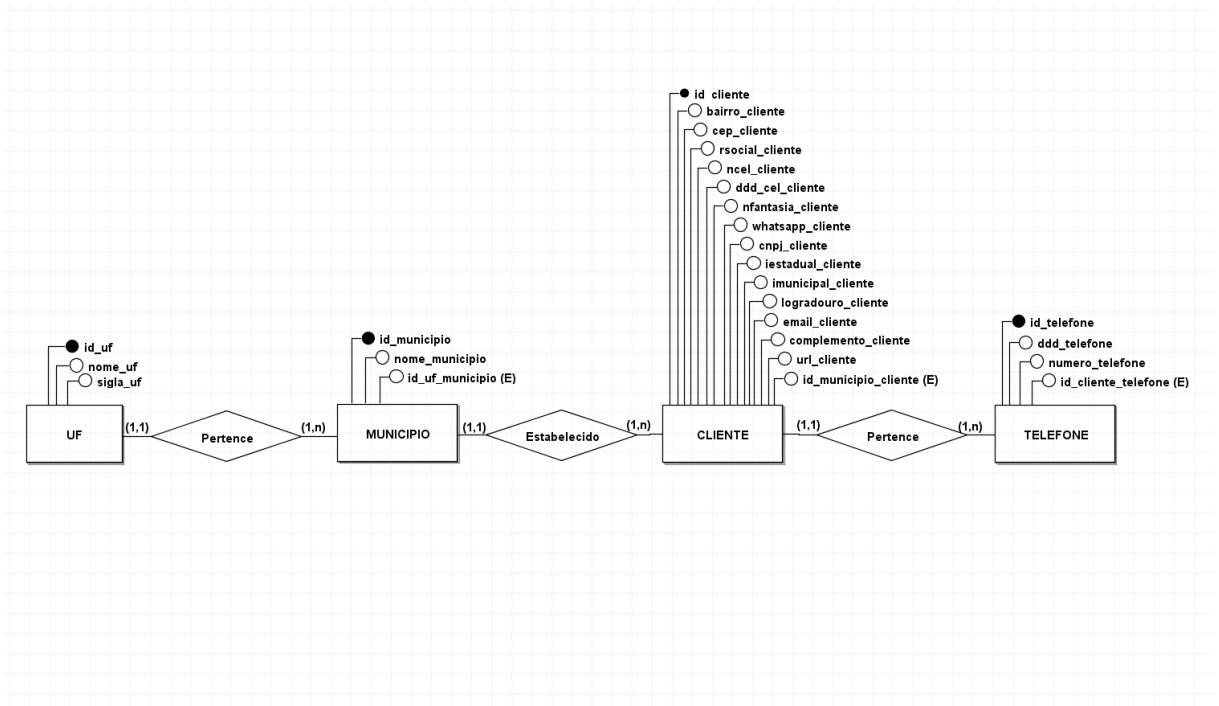 id_cliente
bairro_cliente
cep_cliente
rsocial_cliente
ncel_cliente
ddd_cel_cliente
nfantasia_cliente
whatsapp_cliente
cnpj_cliente
iestadual_cliente
imunicipal_cliente
logradouro_cliente
email_cliente
complemento_cliente
url_cliente
id_municipio_cliente (E)
id_uf
nome_uf
sigla_uf
id_municipio
nome_municipio
id_uf_municipio (E)
id_telefone
ddd_telefone
numero_telefone
id_cliente_telefone (E)
UF
(1,1)
Pertence
(1,n)
MUNICIPIO
(1,1)
Estabelecido
(1,n)
CLIENTE
(1,1)
Pertence
(1,n)
TELEFONE